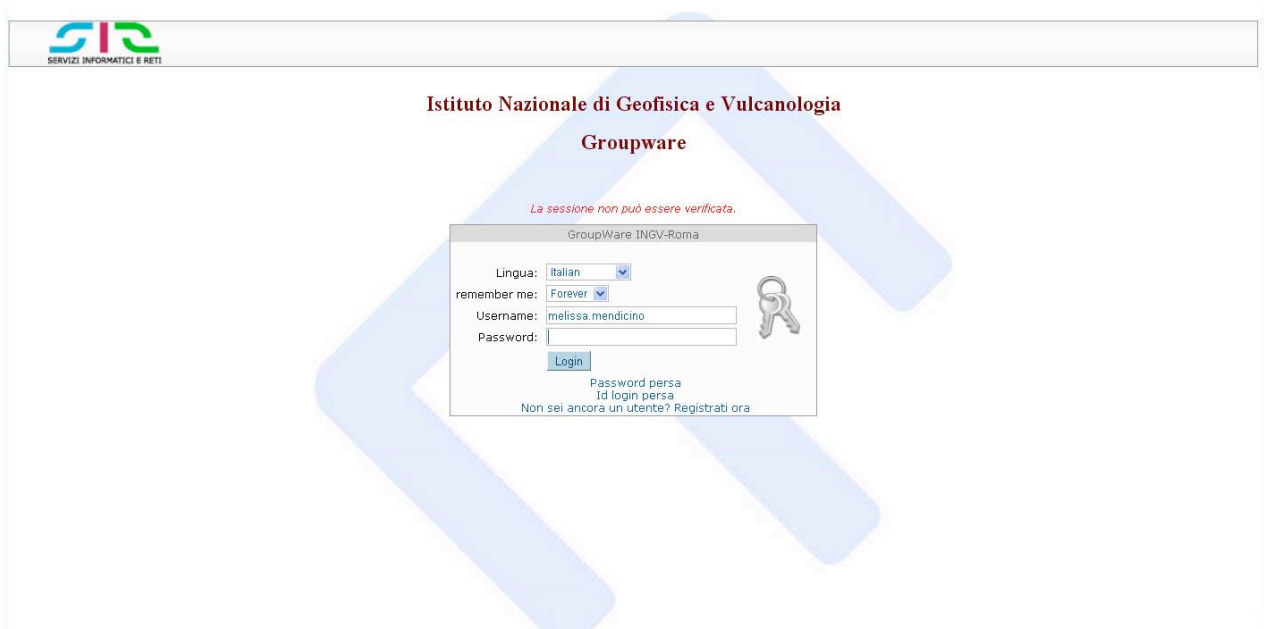 SIR
SERVIZI INFORMATICI E RETI
Istituto Nazionale di Geofisica e Vulcanologia
Groupware
La sessione non può essere verificata.
GroupWare INGV-Roma
Lingua: Italian
remember me: Forever
Username: melissa.mendicino
Password:
Login
Password persa
Id login persa
Non sei ancora un utente? Registrati ora